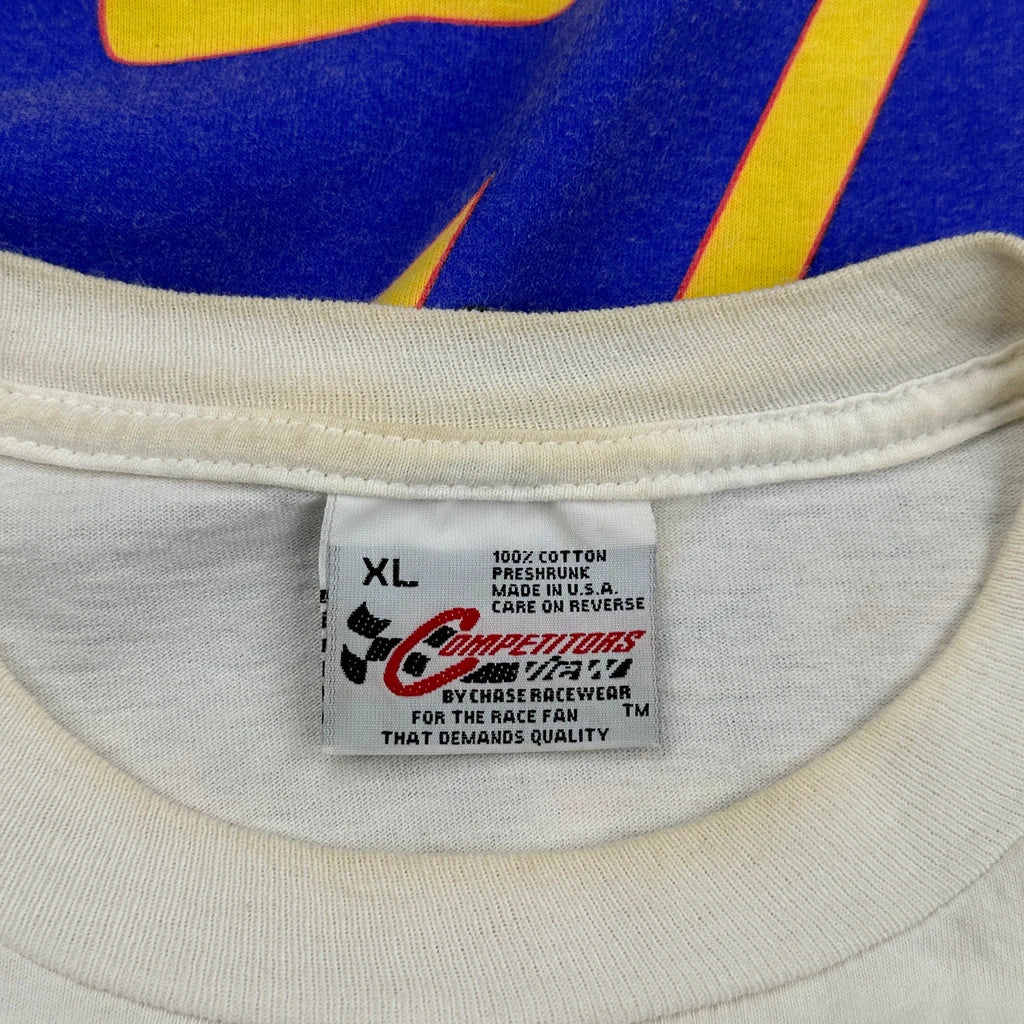 XL
100% COTTON
PRESHRUNK
MADE IN U.S.A.
CARE ON REVERSE
COMPETITORS
VIEW
BY CHASE RACEWEAR
FOR THE RACE FAN TM
THAT DEMANDS QUALITY